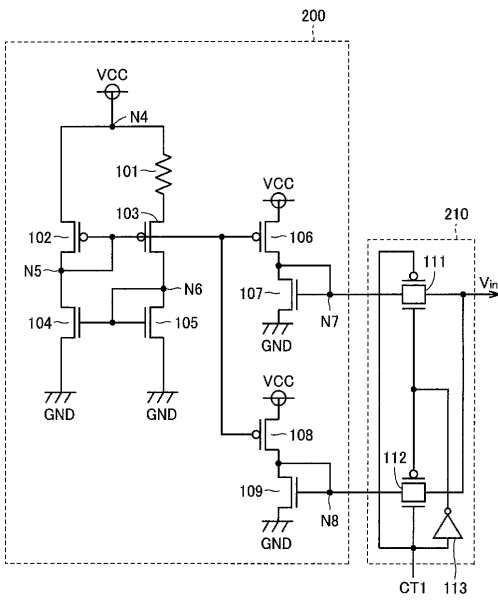 200
VCC
N4
101
103
VCC
210
102
106
111
N5
N6
Vin
107
104
105
N7
GND
VCC
GND
GND
108
112
109
N8
GND
CT1
113